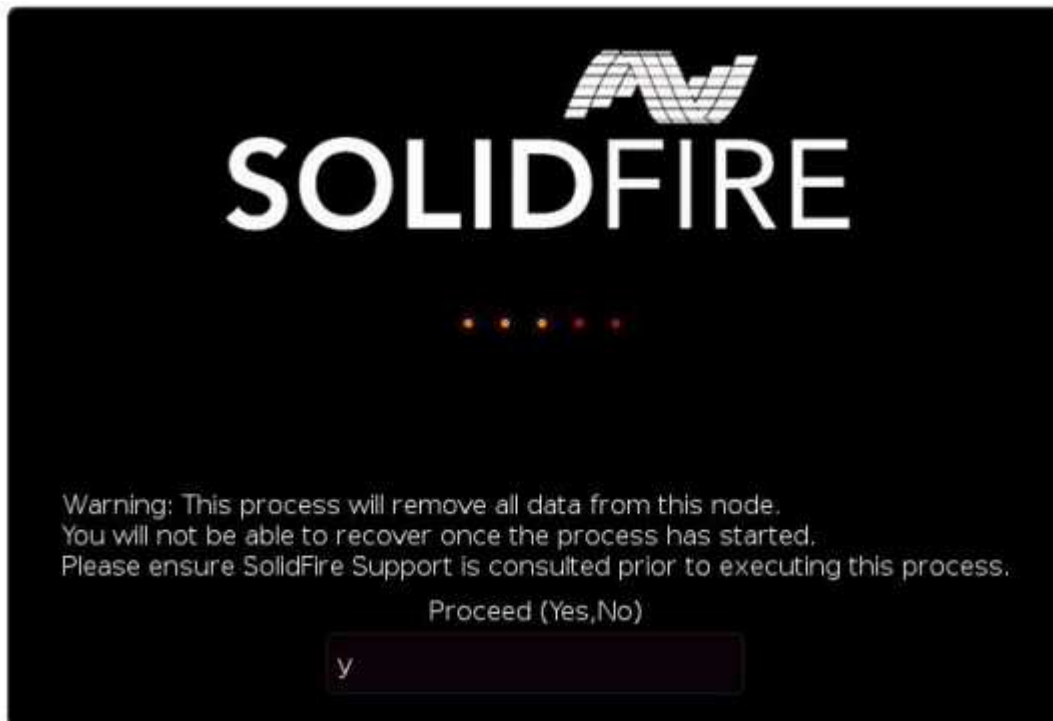 SOLIDFIRE
Warning: This process will remove all data from this node.
You will not be able to recover once the process has started.
Please ensure SolidFire Support is consulted prior to executing this process.
Proceed (Yes,No)
y